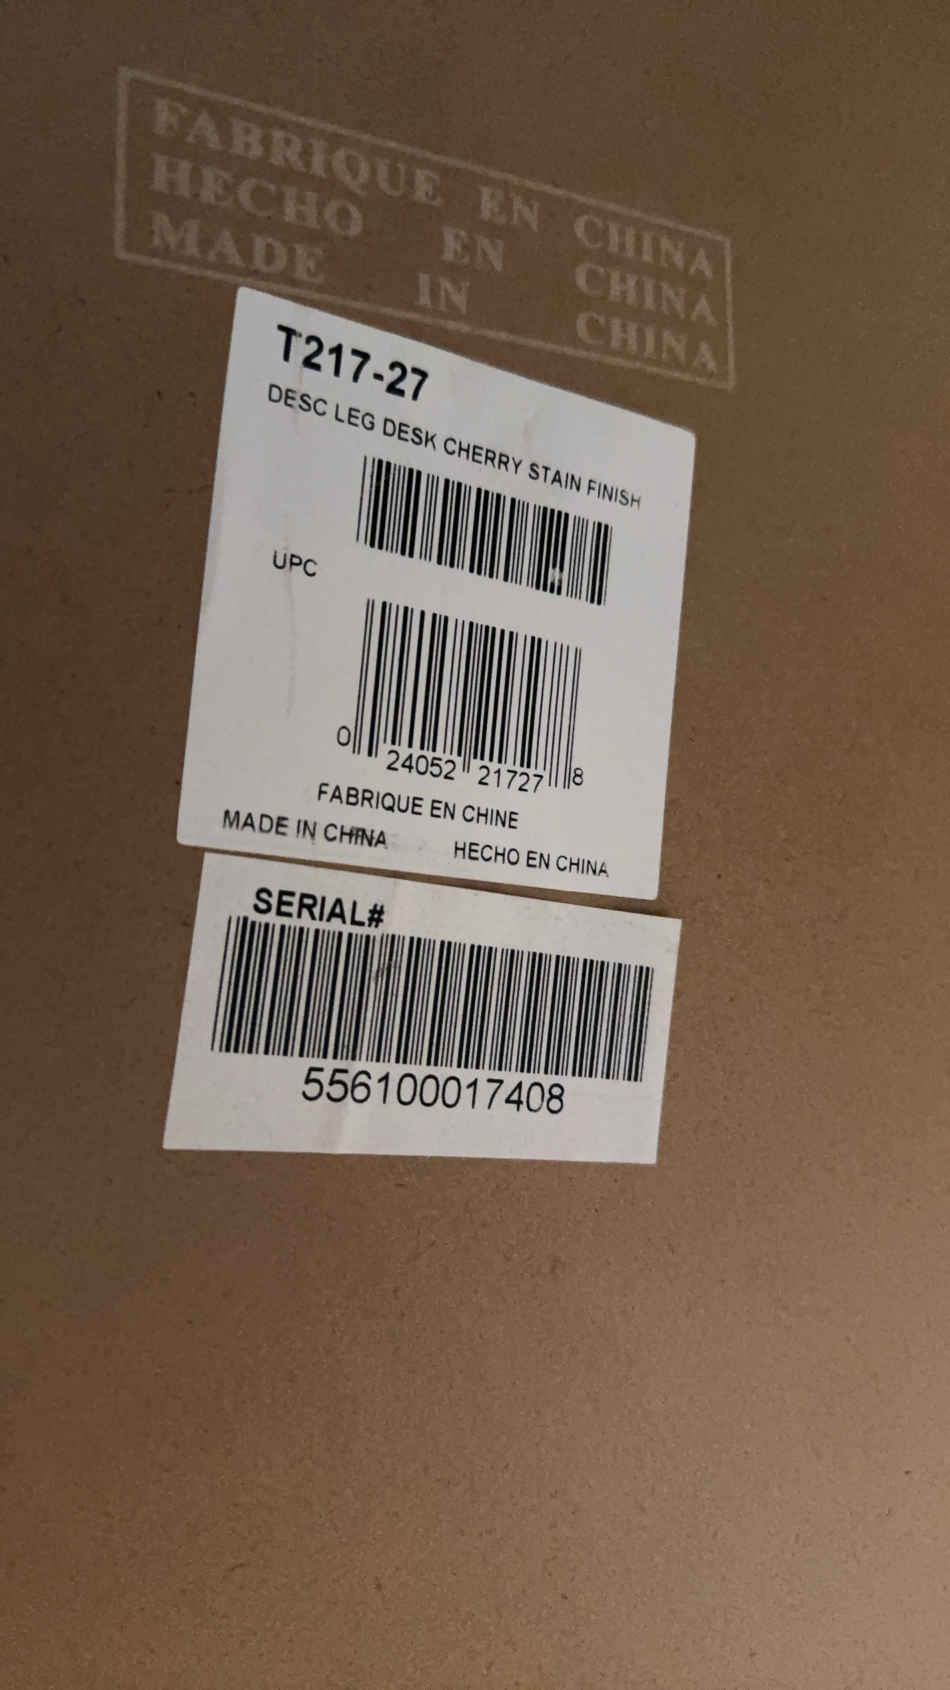 FABRIQUE EN CHINA
HECHO EN CHINA
MADE IN CHINA
T217-27
DESC LEG DESK CHERRY STAIN FINISH
UPC
0 24052 21727 8
FABRIQUE EN CHINE
MADE IN CHINA HECHO EN CHINA
SERIAL#
556100017408